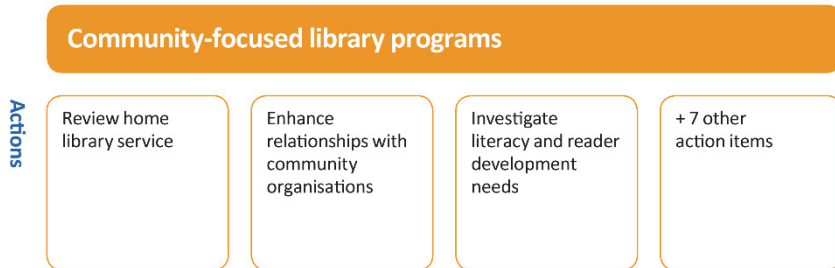 Community-focused library programs
Actions
Review home
library service
Enhance
relationships with
community
organisations
Investigate
literacy and reader
development
needs
+ 7 other
action items